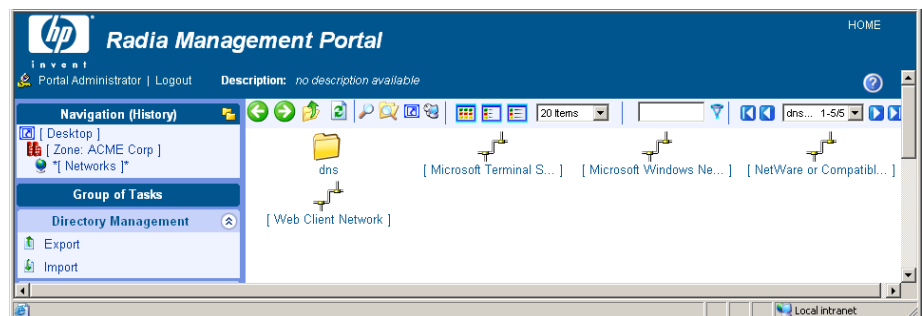 HOME
hp
invent
Radia Management Portal
Portal Administrator | Logout
Description: no description available
Navigation (History)
20 Items
dns... 1-5/5
[ Desktop ]
[ Zone: ACME Corp ]
*[ Networks ]*
dns
[ Microsoft Terminal S... ]
[ Microsoft Windows Ne... ]
[ NetWare or Compatibl... ]
Group of Tasks
[ Web Client Network ]
Directory Management
Export
Import
Local intranet